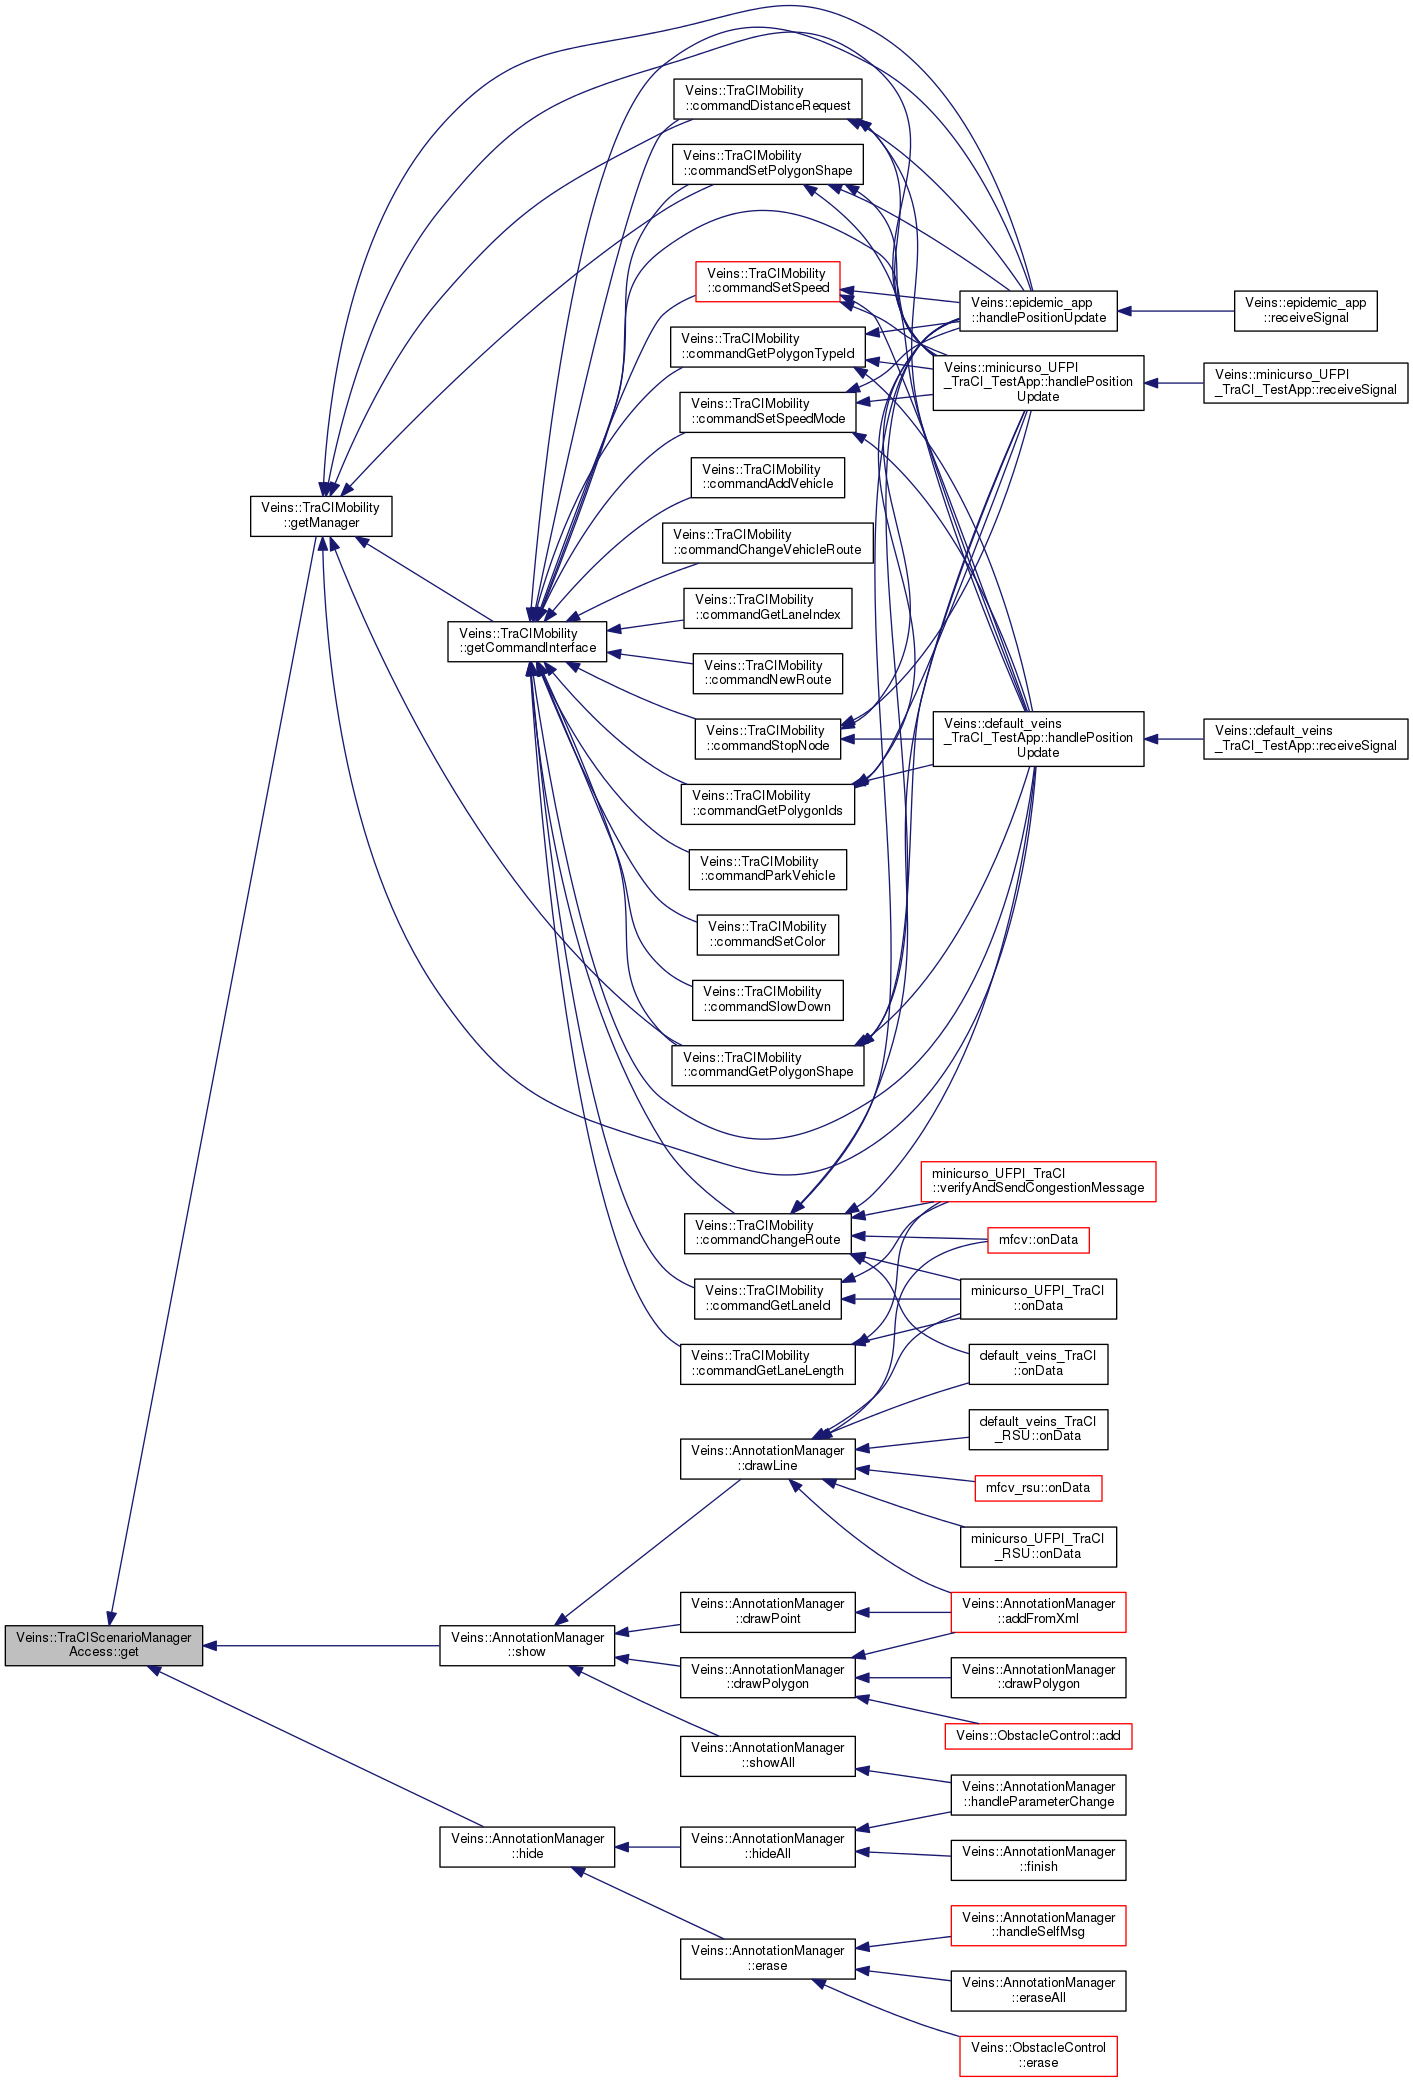 Veins::TraCIMobility
::commandDistanceRequest
Veins::TraCIMobility
::commandSetPolygonShape
Veins::TraCIMobility
::commandSetSpeed
Veins::epidemic_app
::handlePositionUpdate
Veins::epidemic_app
::receiveSignal
Veins::TraCIMobility
::commandGetPolygonTypeId
Veins::minicurso_UFPI
_TraCI_TestApp::handlePosition
Update
Veins::minicurso_UFPI
_TraCI_TestApp::receiveSignal
Veins::TraCIMobility
::commandSetSpeedMode
Veins::TraCIMobility
::commandAddVehicle
Veins::TraCIMobility
::getManager
Veins::TraCIMobility
::commandChangeVehicleRoute
Veins::TraCIMobility
::commandGetLaneIndex
Veins::TraCIMobility
::getCommandInterface
Veins::TraCIMobility
::commandNewRoute
Veins::TraCIMobility
::commandStopNode
Veins::default_veins
_TraCI_TestApp::handlePosition
Update
Veins::default_veins
_TraCI_TestApp::receiveSignal
Veins::TraCIMobility
::commandGetPolygonIds
Veins::TraCIMobility
::commandParkVehicle
Veins::TraCIMobility
::commandSetColor
Veins::TraCIMobility
::commandSlowDown
Veins::TraCIMobility
::commandGetPolygonShape
minicurso_UFPI_TraCI
::verifyAndSendCongestionMessage
Veins::TraCIMobility
::commandChangeRoute
mfcv::onData
Veins::TraCIMobility
::commandGetLaneId
minicurso_UFPI_TraCI
::onData
Veins::TraCIMobility
::commandGetLaneLength
default_veins_TraCI
::onData
default_veins_TraCI
_RSU::onData
Veins::AnnotationManager
::drawLine
mfcv_rsu::onData
minicurso_UFPI_TraCI
_RSU::onData
Veins::AnnotationManager
::drawPoint
Veins::AnnotationManager
::addFromXml
Veins::TraCIScenarioManager
Access::get
Veins::AnnotationManager
::show
Veins::AnnotationManager
::drawPolygon
Veins::AnnotationManager
::drawPolygon
Veins::ObstacleControl::add
Veins::AnnotationManager
::showAll
Veins::AnnotationManager
::handleParameterChange
Veins::AnnotationManager
::hide
Veins::AnnotationManager
::hideAll
Veins::AnnotationManager
::finish
Veins::AnnotationManager
::handleSelfMsg
Veins::AnnotationManager
::erase
Veins::AnnotationManager
::eraseAll
Veins::ObstacleControl
::erase